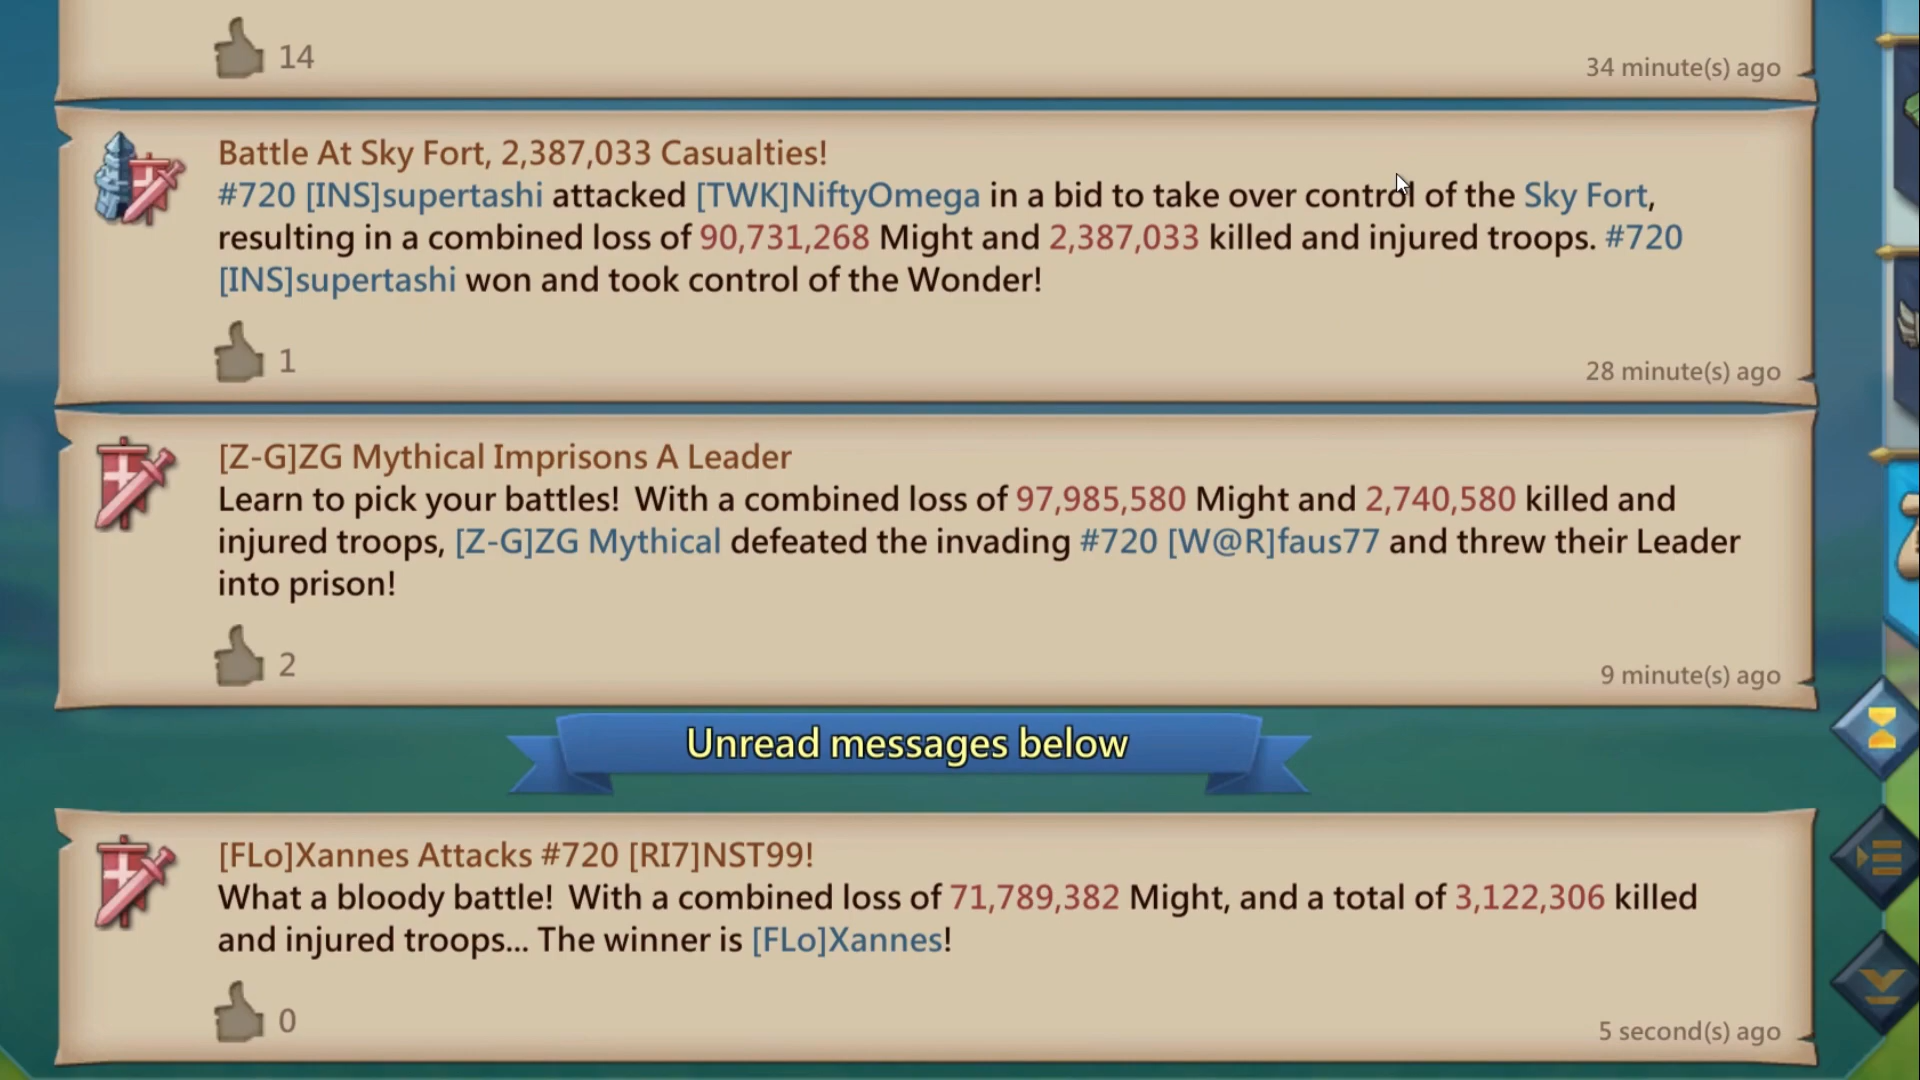 14
34 minute(s) ago
Battle At Sky Fort, 2,387,033 Casualties!
#720 [INS]supertashi attacked [TWK]NiftyOmega in a bid to take over control of the Sky Fort,
resulting in a combined loss of 90,731,268 Might and 2,387,033 killed and injured troops. #720
[INS]supertashi won and took control of the Wonder!
1
28 minute(s) ago
[Z-G]ZG Mythical Imprisons A Leader
Learn to pick your battles! With a combined loss of 97,985,580 Might and 2,740,580 killed and
injured troops, [Z-G]ZG Mythical defeated the invading #720 [W@R]faus77 and threw their Leader
into prison!
2
9 minute(s) ago
Unread messages below
[FLo]Xannes Attacks #720 [RI7]NST99!
What a bloody battle! With a combined loss of 71,789,382 Might, and a total of 3,122,306 killed
and injured troops... The winner is [FLo]Xannes!
0
5 second(s) ago